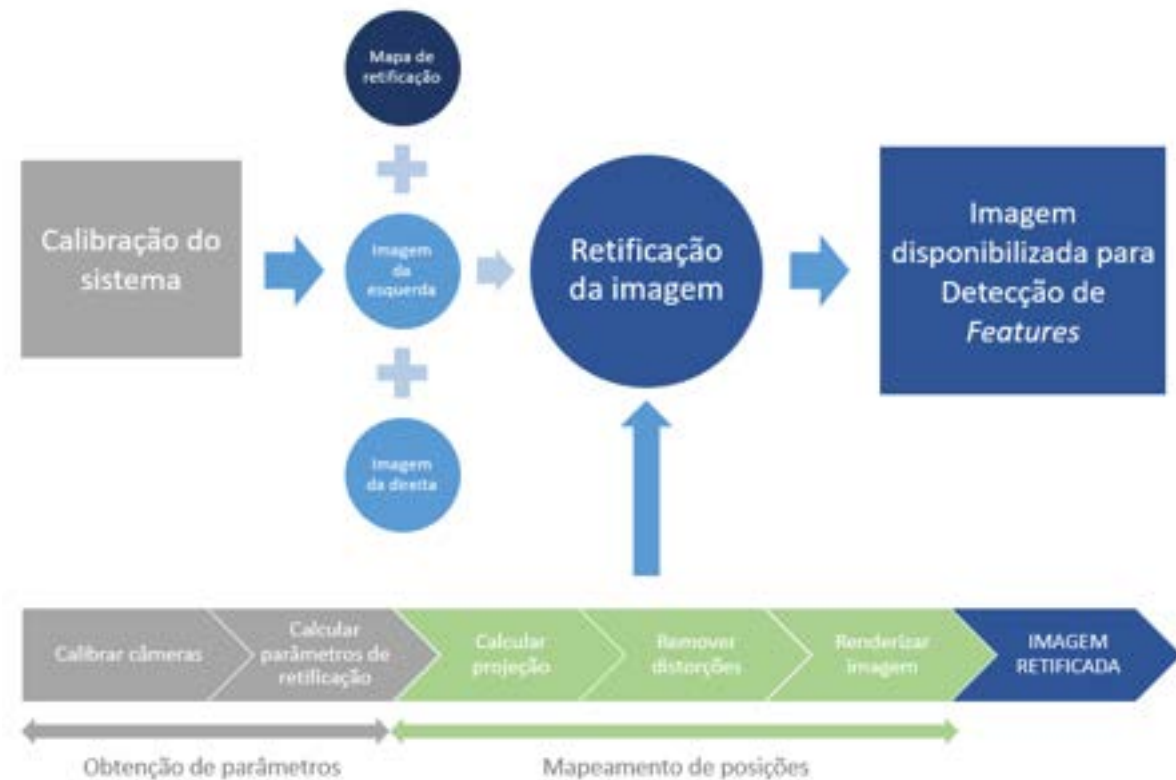 Mapa de
retificação
Calibração do
sistema
Imagem
da
esquerda
Retificação
da imagem
Imagem
disponibilizada para
Detecção de
Features
Imagem
da direita
Calibrar câmeras
Calcular
parâmetros de
retificação
Calcular
projeção
Remover
distorções
Renderizar
imagem
IMAGEM
RETIFICADA
Obtenção de parâmetros
Mapeamento de posições